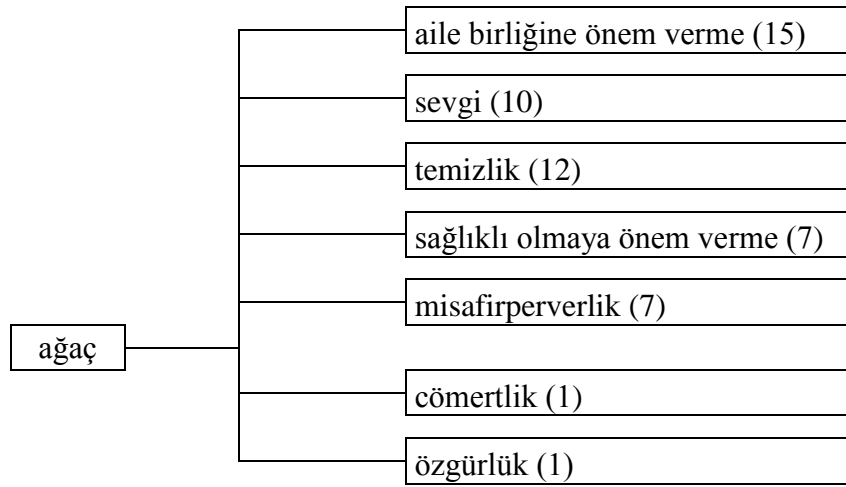 aile birliğine önem verme (15)
sevgi (10)
temizlik (12)
sağlıklı olmaya önem verme (7)
misafirperverlik (7)
ağaç
cömertlik (1)
özgürlük (1)